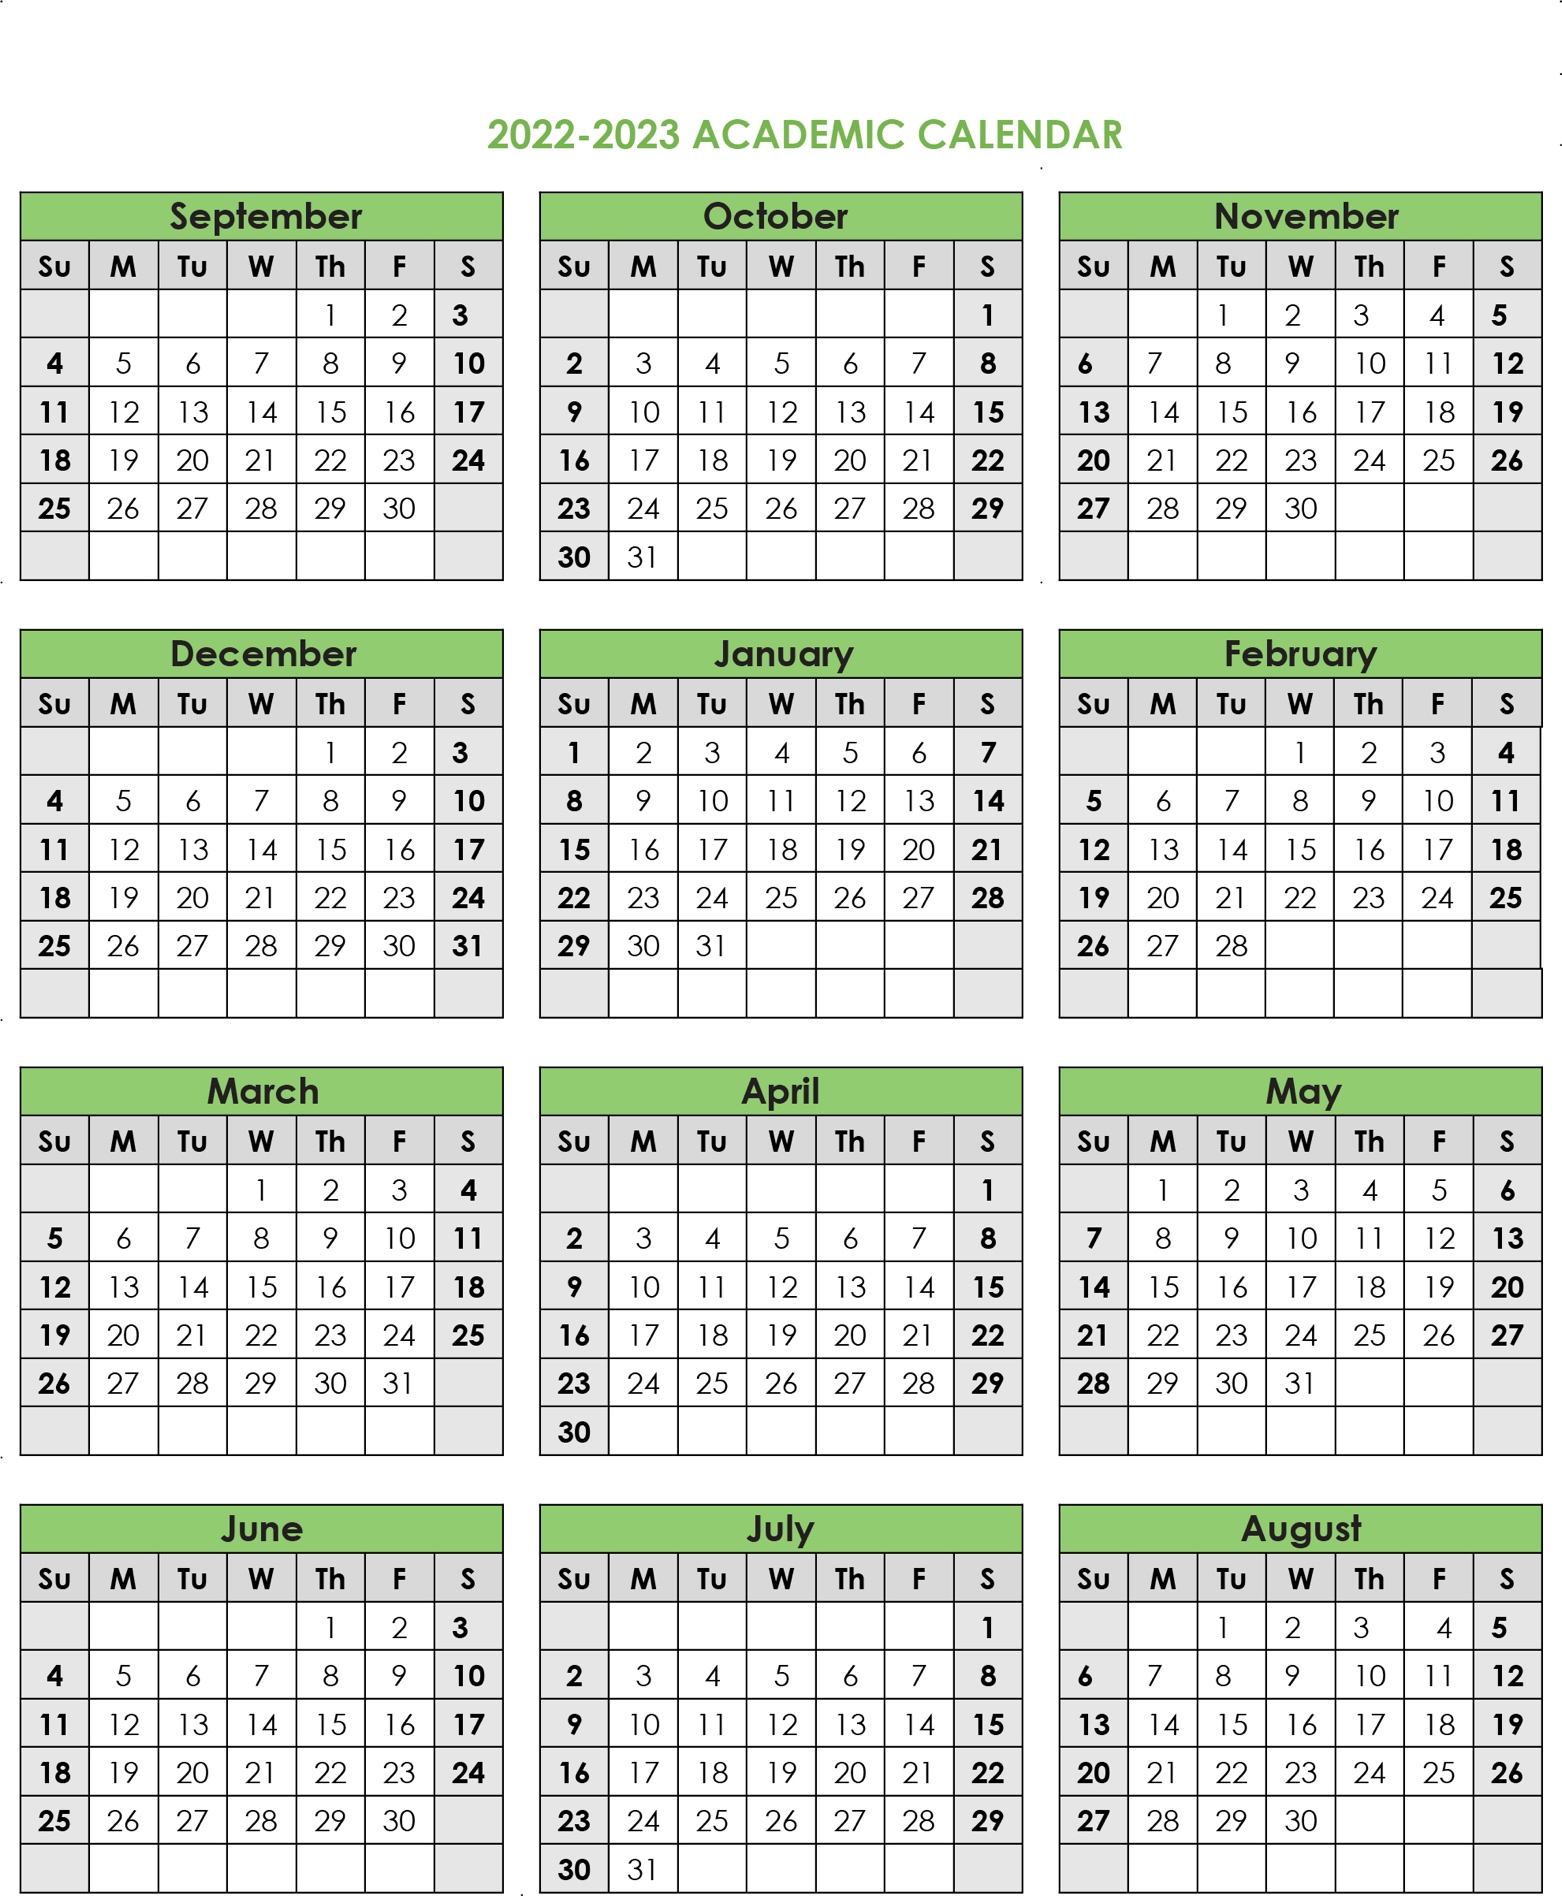 2022-2023 ACADEMIC CALENDAR
September
Su M Tu W Th F S
1 2 3
4 5 6 7 8 9 10
11 12 13 14 15 16 17
18 19 20 21 22 23 24
25 26 27 28 29 30
October
Su M Tu W Th F S
1
2 3 4 5 6 7 8
9 10 11 12 13 14 15
16 17 18 19 20 21 22
23 24 25 26 27 28 29
30 31
November
Su M Tu W Th F S
1 2 3 4 5
6 7 8 9 10 11 12
13 14 15 16 17 18 19
20 21 22 23 24 25 26
27 28 29 30
December
Su M Tu W Th F S
1 2 3
4 5 6 7 8 9 10
11 12 13 14 15 16 17
18 19 20 21 22 23 24
25 26 27 28 29 30 31
January
Su M Tu W Th F S
1 2 3 4 5 6 7
8 9 10 11 12 13 14
15 16 17 18 19 20 21
22 23 24 25 26 27 28
29 30 31
February
Su M Tu W Th F S
1 2 3 4
5 6 7 8 9 10 11
12 13 14 15 16 17 18
19 20 21 22 23 24 25
26 27 28
March
Su M Tu W Th F S
1 2 3 4
5 6 7 8 9 10 11
12 13 14 15 16 17 18
19 20 21 22 23 24 25
26 27 28 29 30 31
April
Su M Tu W Th F S
1
2 3 4 5 6 7 8
9 10 11 12 13 14 15
16 17 18 19 20 21 22
23 24 25 26 27 28 29
30
May
Su M Tu W Th F S
1 2 3 4 5 6
7 8 9 10 11 12 13
14 15 16 17 18 19 20
21 22 23 24 25 26 27
28 29 30 31
June
Su M Tu W Th F S
1 2 3
4 5 6 7 8 9 10
11 12 13 14 15 16 17
18 19 20 21 22 23 24
25 26 27 28 29 30
July
Su M Tu W Th F S
1
2 3 4 5 6 7 8
9 10 11 12 13 14 15
16 17 18 19 20 21 22
23 24 25 26 27 28 29
30 31
August
Su M Tu W Th F S
1 2 3 4 5
6 7 8 9 10 11 12
13 14 15 16 17 18 19
20 21 22 23 24 25 26
27 28 29 30